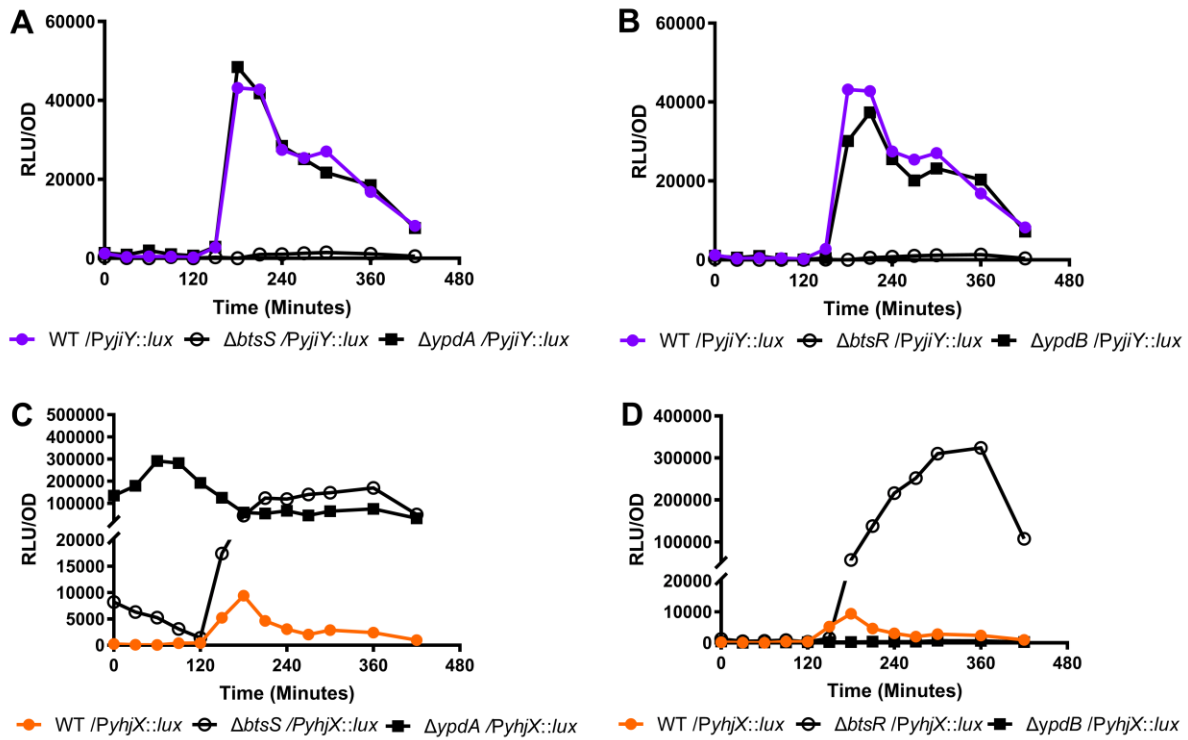 A
60000
40000
20000
0
RLU/OD
0 120 240 360 480
Time (Minutes)
WT /PyjiY::lux ΔbtsS /PyjiY::lux ΔypdA /PyjiY::lux
B
60000
40000
20000
0
RLU/OD
0 120 240 360 480
Time (Minutes)
WT /PyjiY::lux ΔbtsR /PyjiY::lux ΔypdB /PyjiY::lux
C
500000
400000
300000
200000
100000
20000
15000
10000
5000
0
RLU/OD
0 120 240 360 480
Time (Minutes)
WT /PyhjX::lux ΔbtsS /PyhjX::lux ΔypdA /PyhjX::lux
D
400000
300000
200000
100000
20000
10000
0
RLU/OD
0 120 240 360 480
Time (Minutes)
WT /PyhjX::lux ΔbtsR /PyhjX::lux ΔypdB /PyhjX::lux